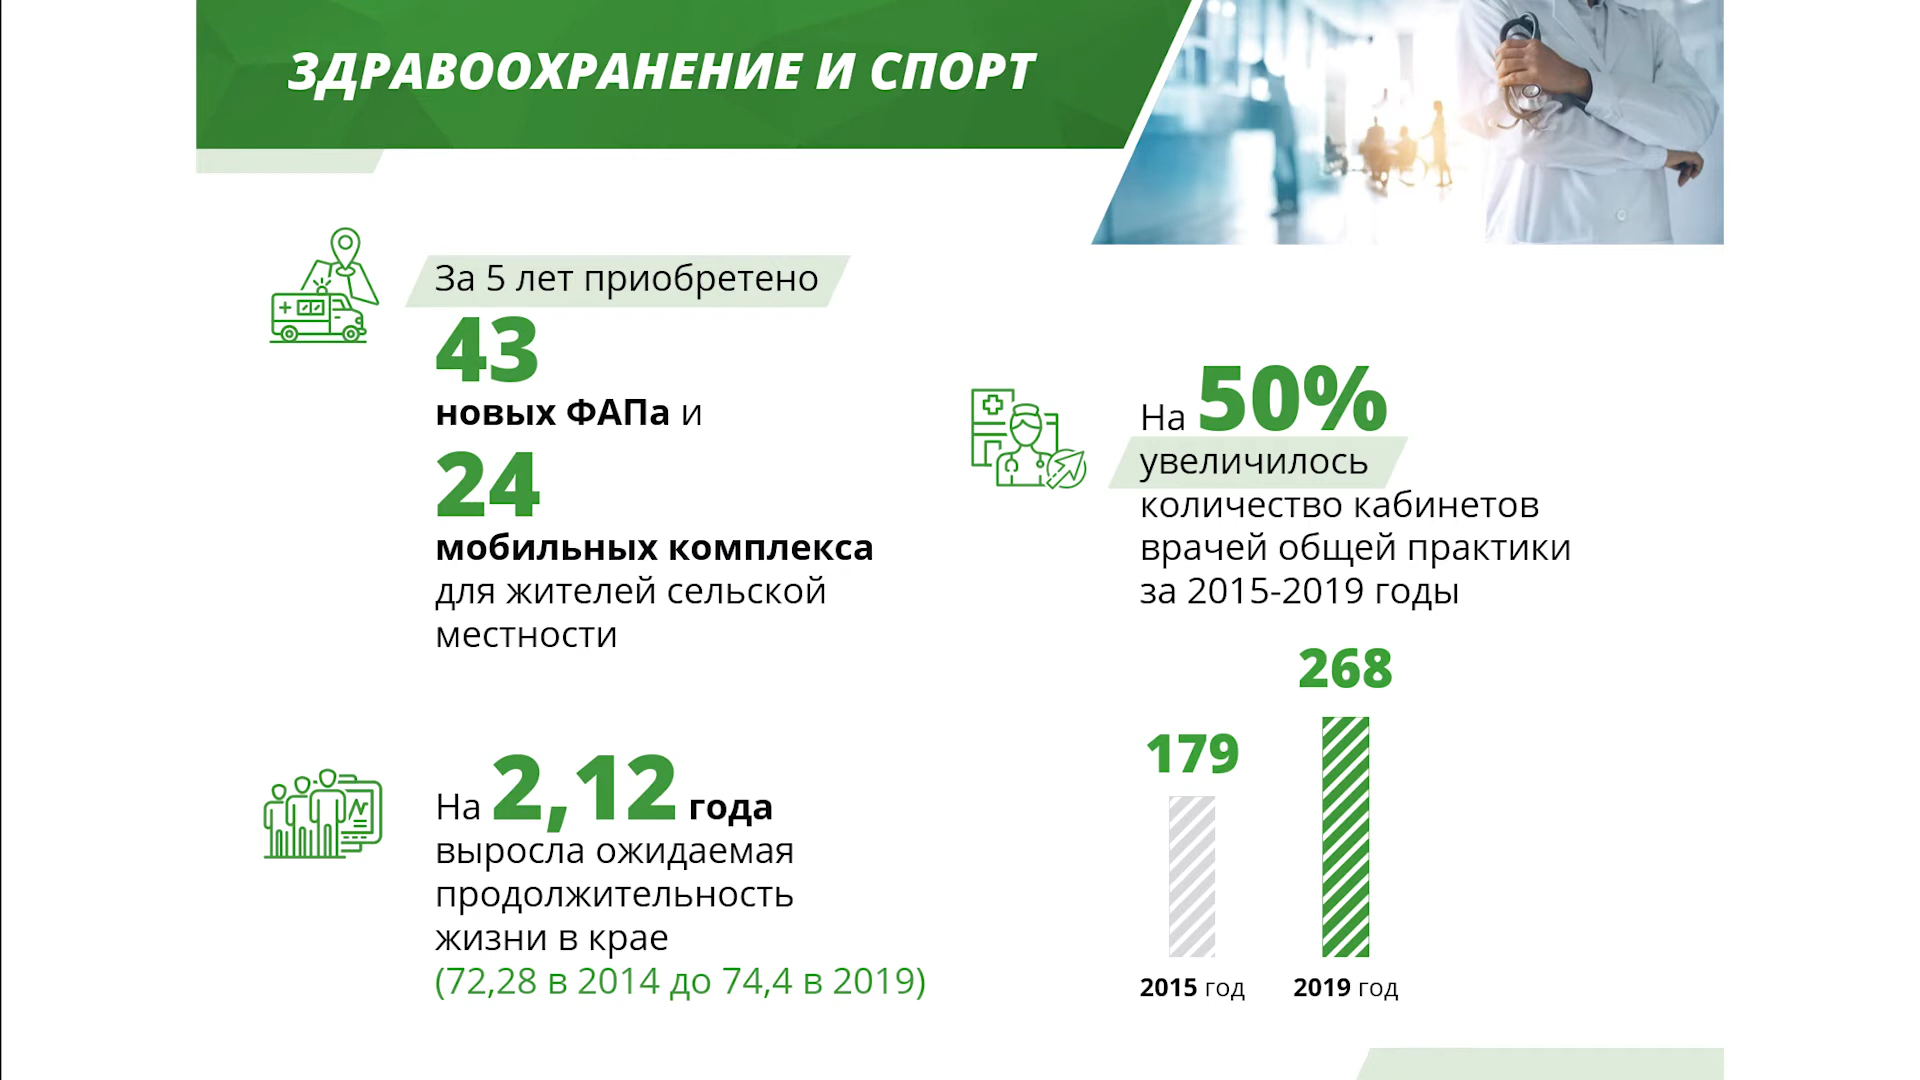 ЗДРАВООХРАНЕНИЕ И СПОРТ
За 5 лет приобретено
43
новых ФАПа и
24
мобильных комплекса
для жителей сельской
местности
На 2,12 года
выросла ожидаемая
продолжительность
жизни в крае
(72,28 в 2014 до 74,4 в 2019)
На 50%
увеличилось
количество кабинетов
врачей общей практики
за 2015-2019 годы
179
268
2015 год
2019 год